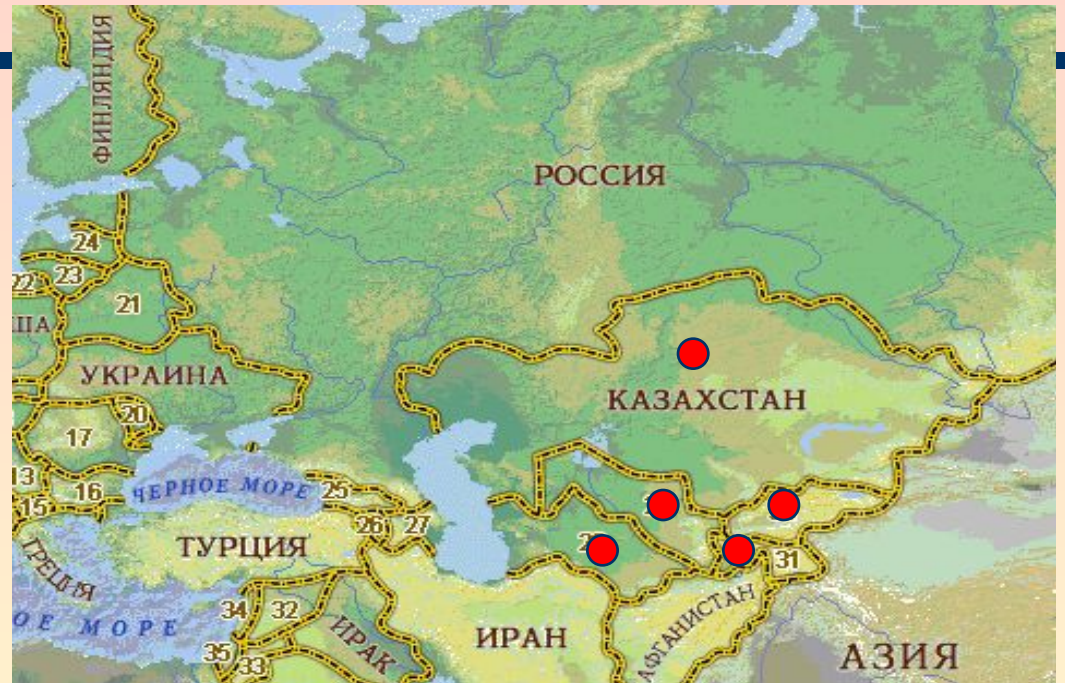 ФИНЛЯНДИЯ
РОССИЯ
24
23
22
21
ША
УКРАИНА
КАЗАХСТАН
20
17
13
16
15
ЧЕРНОЕ МОРЕ
25
26
27
ТУРЦИЯ
ГРЕЦИЯ
31
34
32
ИРАК
ИРАН
АФГАНИСТАН
АЗИЯ
ОЕ МОРЕ
35
33